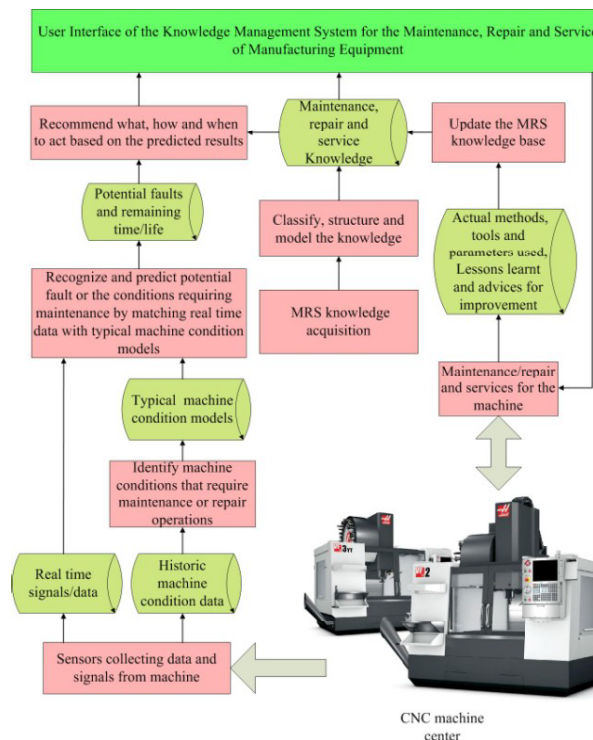 User Interface of the Knowledge Management System for the Maintenance, Repair and Service
of Manufacturing Equipment
Recommend what, how and when
to act based on the predicted results
Maintenance,
repair and
service
Knowledge
Update the MRS
knowledge base
Potential faults
and remaining
time/life
Classify, structure and
model the knowledge
Actual methods,
tools and
parameters used,
Lessons learnt
and advices for
improvement
Recognize and predict potential
fault or the conditions requiring
maintenance by matching real time
data with typical machine condition
models
MRS knowledge
acquisition
Maintenance/repair
and services for the
machine
Typical machine
condition models
Identify machine
conditions that require
maintenance or repair
operations
Real time
signals/data
Historic
machine
condition data
Sensors collecting data and
signals from machine
CNC machine
center